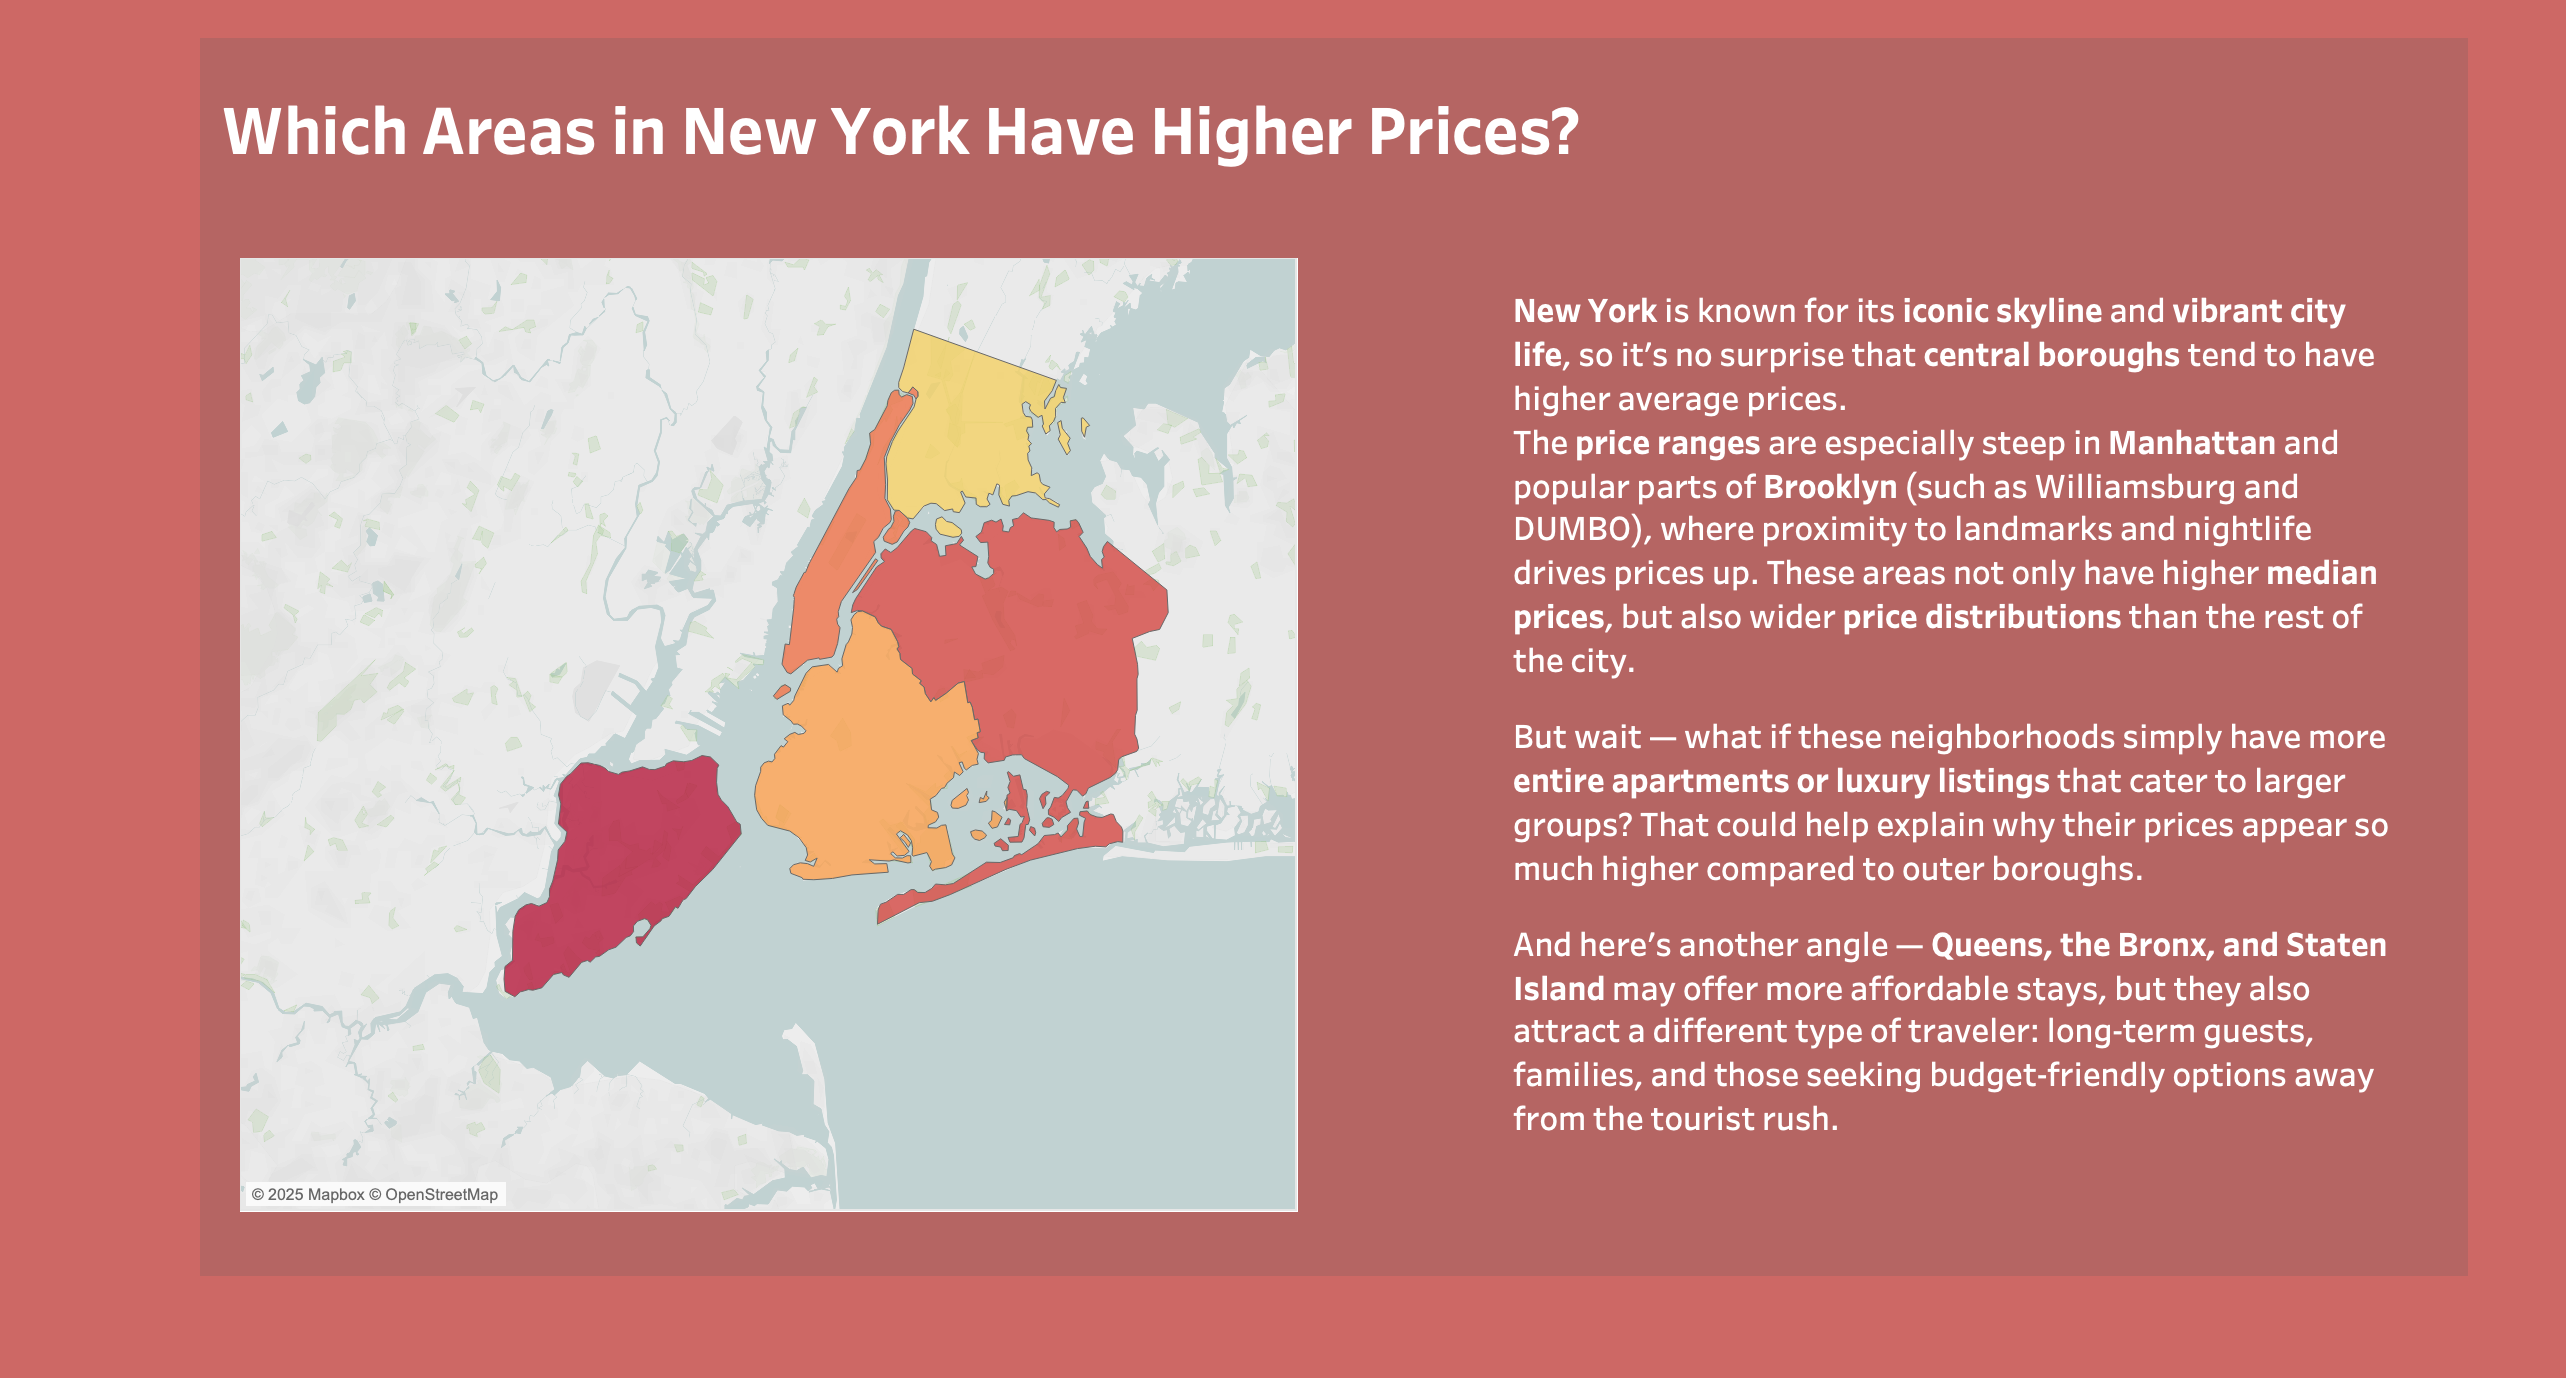 Which Areas in New York Have Higher Prices?
New York is known for its iconic skyline and vibrant city
life, so it’s no surprise that central boroughs tend to have
higher average prices.
The price ranges are especially steep in Manhattan and
popular parts of Brooklyn (such as Williamsburg and
DUMBO), where proximity to landmarks and nightlife
drives prices up. These areas not only have higher median
prices, but also wider price distributions than the rest of
the city.
But wait — what if these neighborhoods simply have more
entire apartments or luxury listings that cater to larger
groups? That could help explain why their prices appear so
much higher compared to outer boroughs.
And here’s another angle — Queens, the Bronx, and Staten
Island may offer more affordable stays, but they also
attract a different type of traveler: long-term guests,
families, and those seeking budget-friendly options away
from the tourist rush.
© 2025 Mapbox © OpenStreetMap